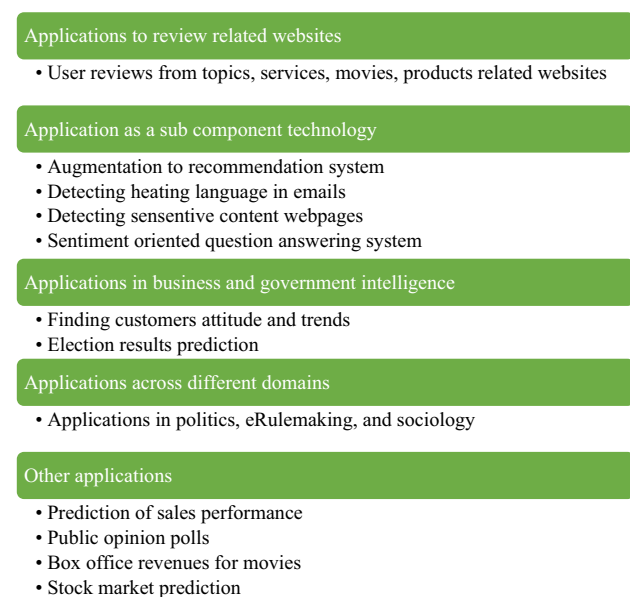 Applications to review related websites
• User reviews from topics, services, movies, products related websites
Application as a sub component technology
• Augmentation to recommendation system
• Detecting heating language in emails
• Detecting sensentive content webpages
• Sentiment oriented question answering system
Applications in business and government intelligence
• Finding customers attitude and trends
• Election results prediction
Applications across different domains
• Applications in politics, eRulemaking, and sociology
Other applications
• Prediction of sales performance
• Public opinion polls
• Box office revenues for movies
• Stock market prediction